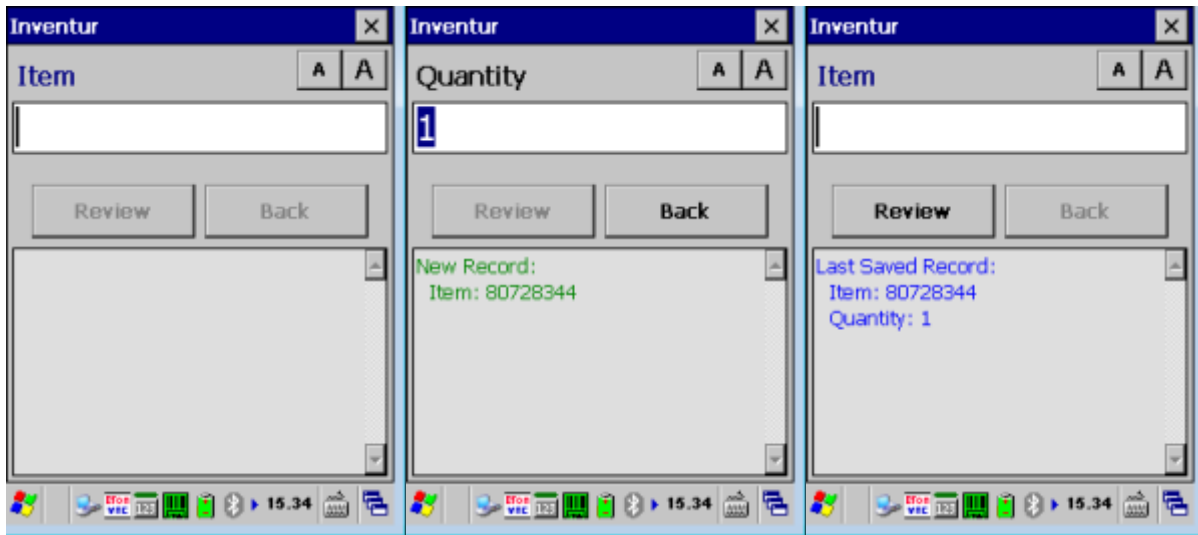 Inventur
Item
A A
Review Back
15.34
Inventur
Quantity
A A
1
Review Back
New Record:
Item: 80728344
15.34
Inventur
Item
A A
Review Back
Last Saved Record:
Item: 80728344
Quantity: 1
15.34